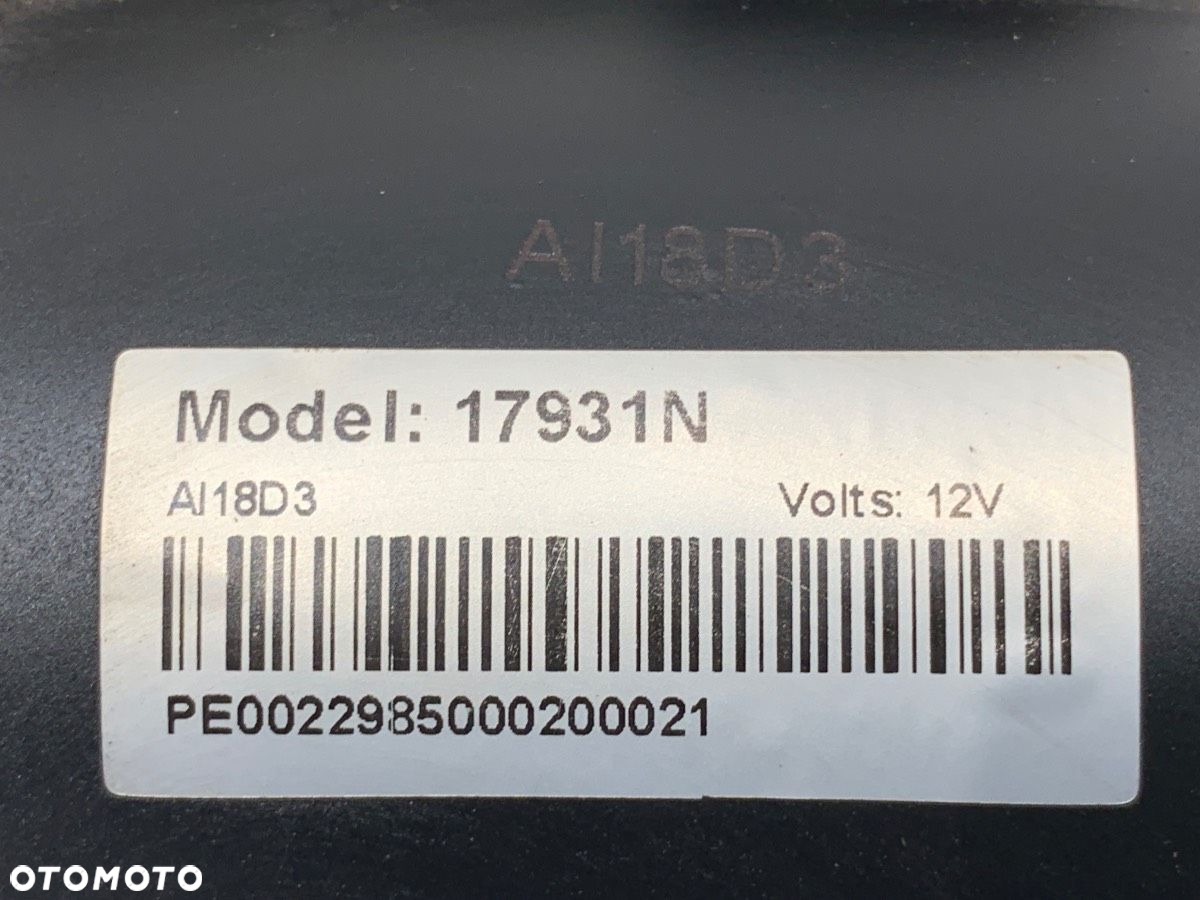 AI18D3
Model: 17931N
AI18D3 Volts: 12V
PE0022985000200021
OTOMOTO